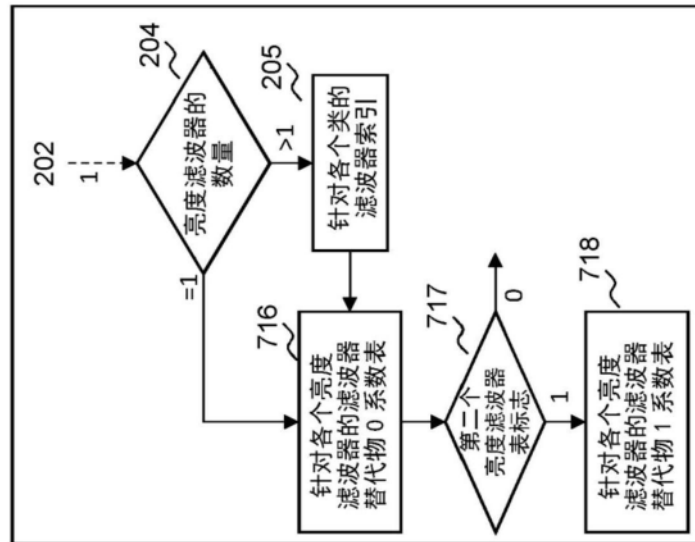 202
1
204
亮度滤波器的
数量
>1
=1
205
针对各个类的
滤波器索引
716
针对各个亮度
滤波器的滤波器
替代物 0 系数表
717
第二个
亮度滤波器
表标志
0
1
718
针对各个亮度
滤波器的滤波器
替代物 1 系数表